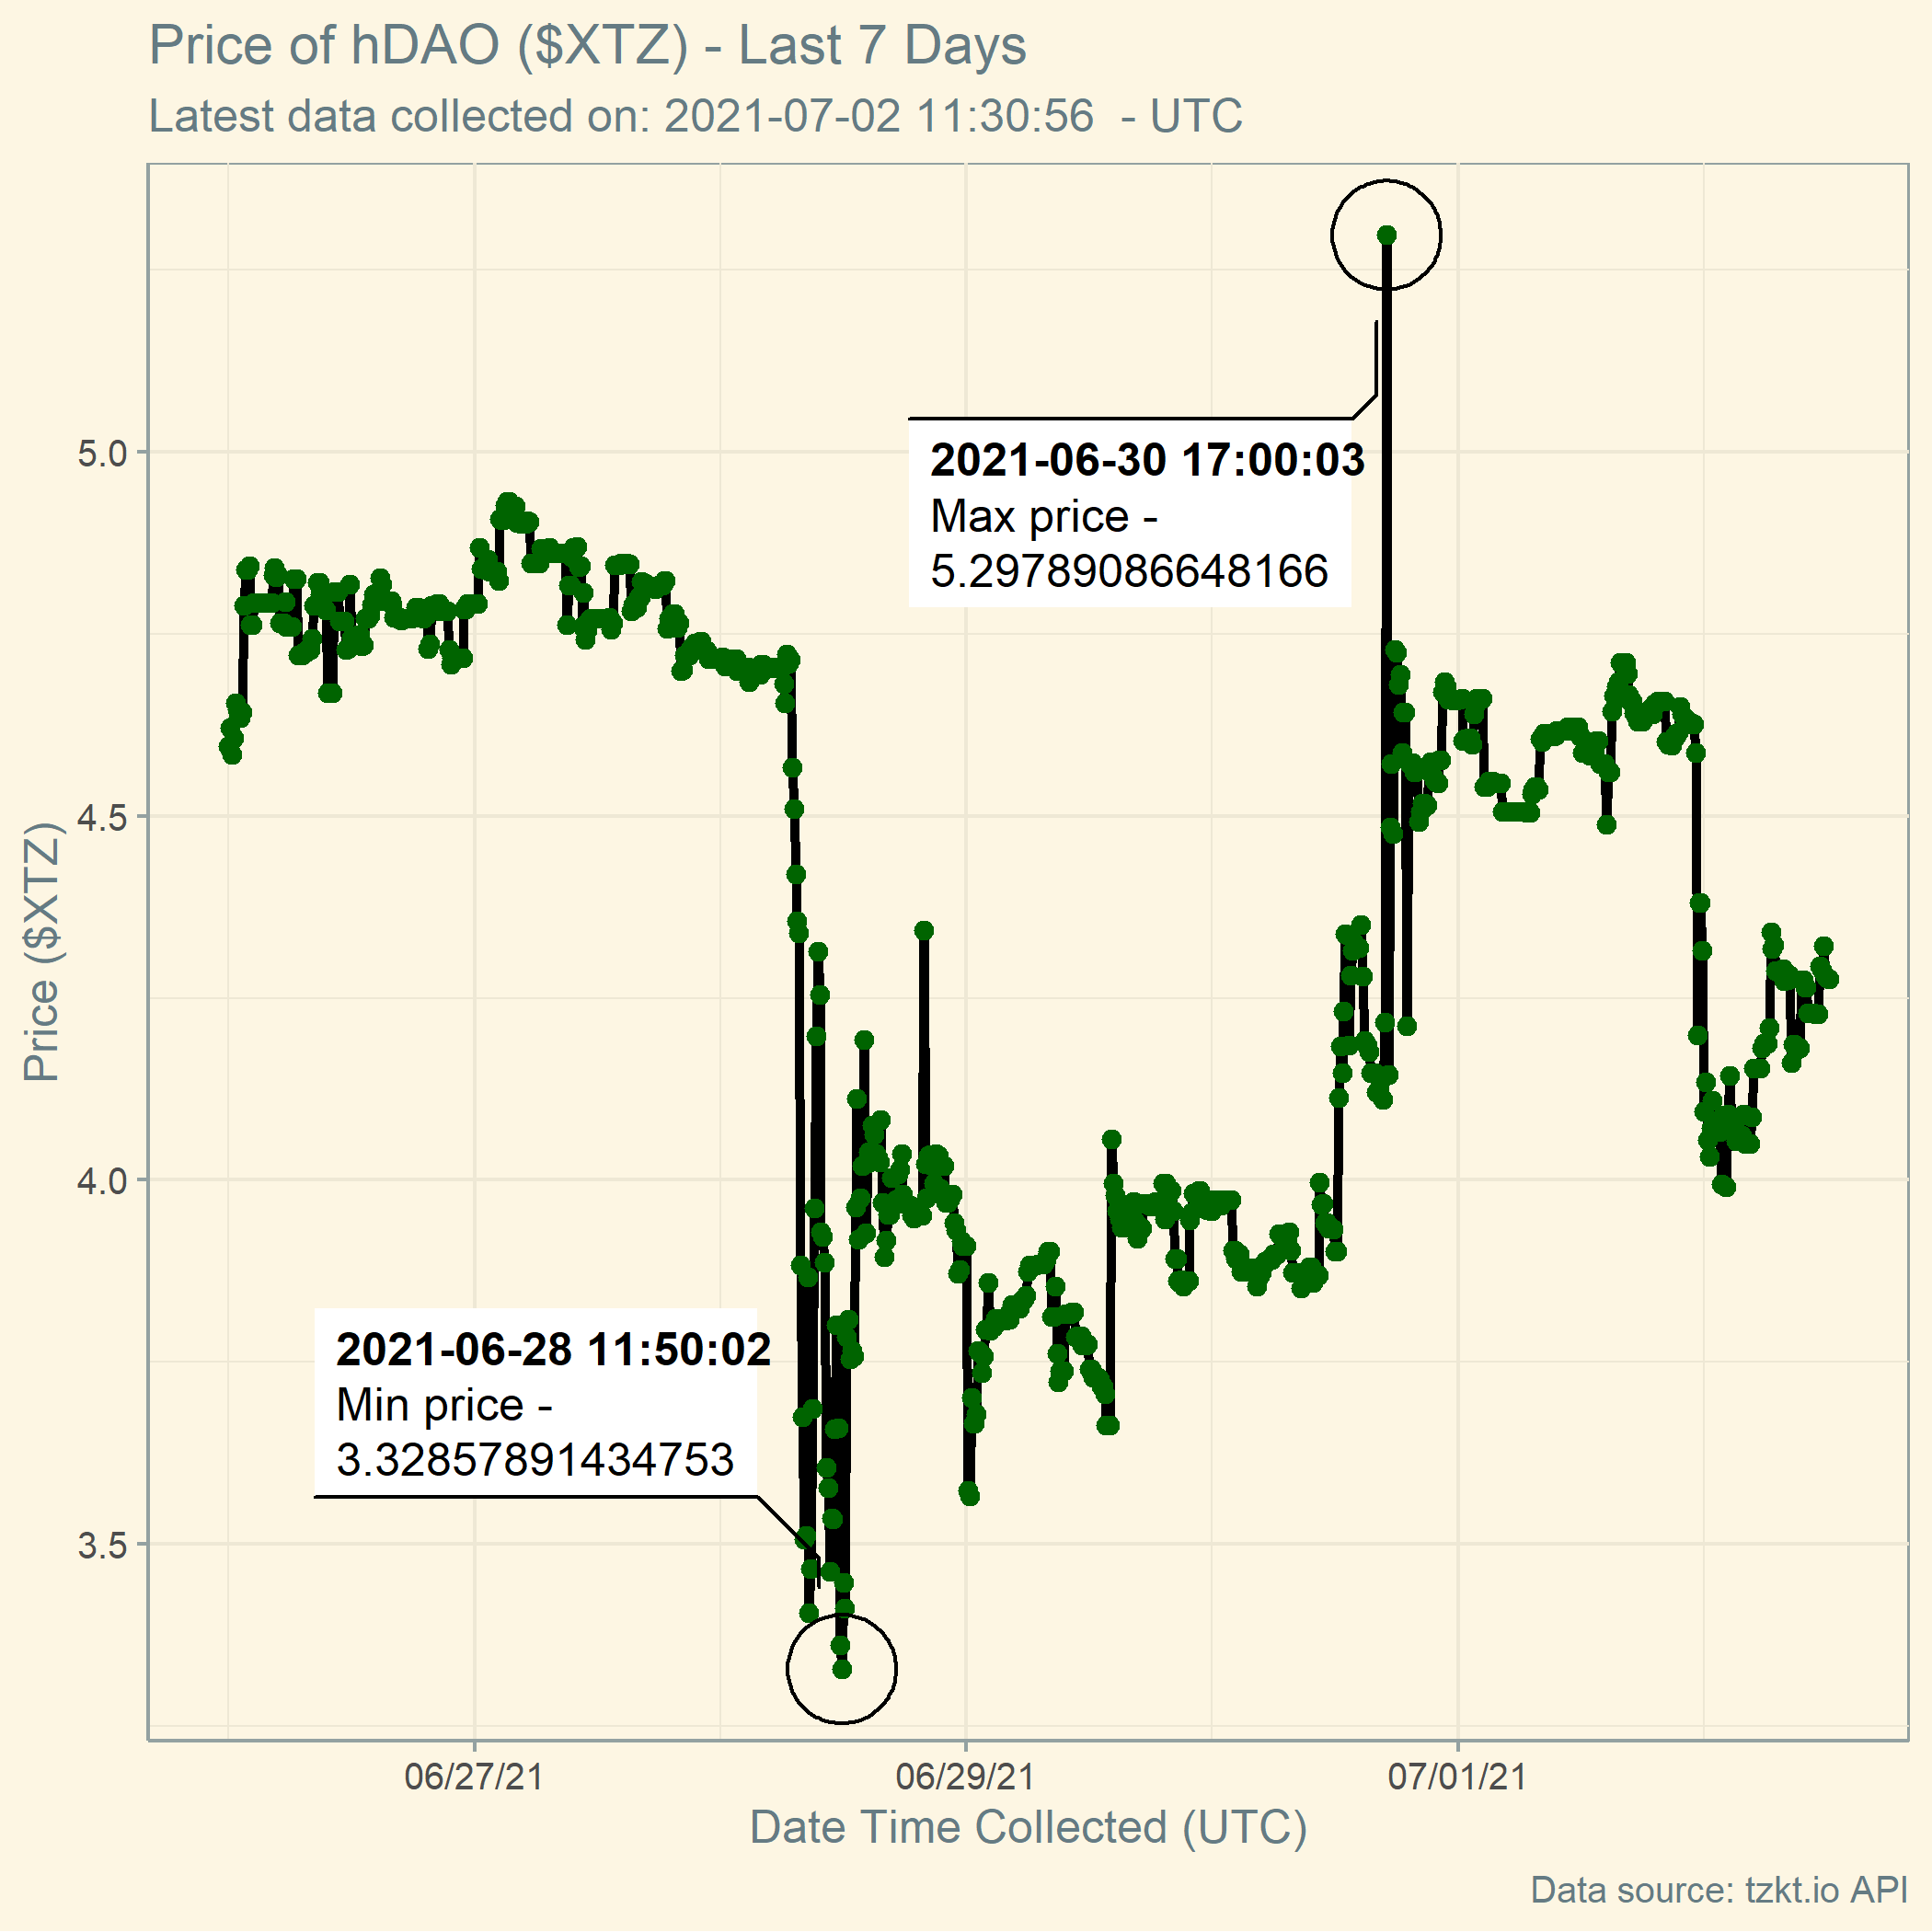 Price of hDAO ($XTZ) - Last 7 Days
Latest data collected on: 2021-07-02 11:30:56  - UTC
Price ($XTZ)
5.0
4.5
4.0
3.5
2021-06-30 17:00:03
Max price -
5.29789086648166
2021-06-28 11:50:02
Min price -
3.32857891434753
06/27/21
06/29/21
07/01/21
Date Time Collected (UTC)
Data source: tzkt.io API